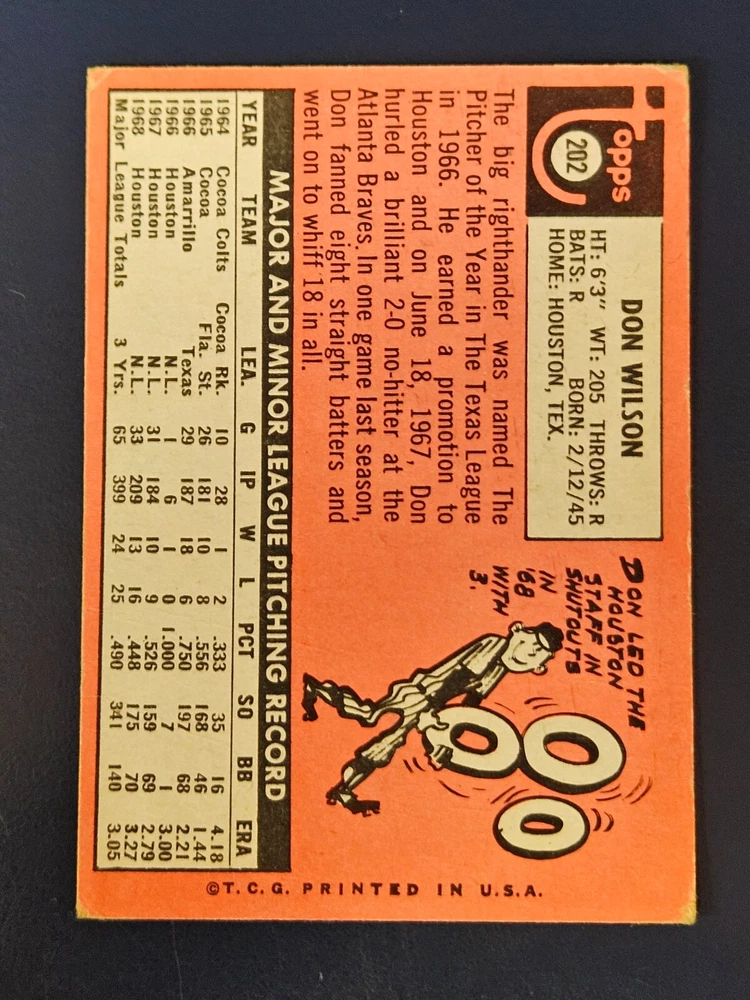 Topps
202
DON WILSON
HT: 6'3" WT: 205 THROWS: R
BATS: R BORN: 2/12/45
HOME: HOUSTON, TEX.
The big righthander was named The
Pitcher of the Year in The Texas League
in 1966. He earned a promotion to
Houston and on June 18, 1967, Don
hurled a brilliant 2-0 no-hitter at the
Atlanta Braves. In one game last season,
Don fanned eight straight batters and
went on to whiff 18 in all.
DON LED THE
HOUSTON
STAFF IN
SHUTOUTS
IN
'68
WITH
3.
0 0 0
MAJOR AND MINOR LEAGUE PITCHING RECORD
YEAR TEAM LEA. G IP W L PCT SO BB ERA
1964 Cocoa Colts Cocoa Rk. 10 28 1 2 .333 35 16 4.18
1965 Cocoa Fla. St. 26 181 10 8 .556 168 46 1.44
1966 Amarrillo Texas 29 187 18 6 .750 197 68 2.21
1966 Houston N.L. 1 6 1 0 1.000 7 1 3.00
1967 Houston N.L. 31 184 10 9 .526 159 69 2.79
1968 Houston N.L. 33 209 13 16 .448 175 70 3.27
Major League Totals 3 Yrs. 65 399 24 25 .490 341 140 3.05
©T.C.G. PRINTED IN U.S.A.